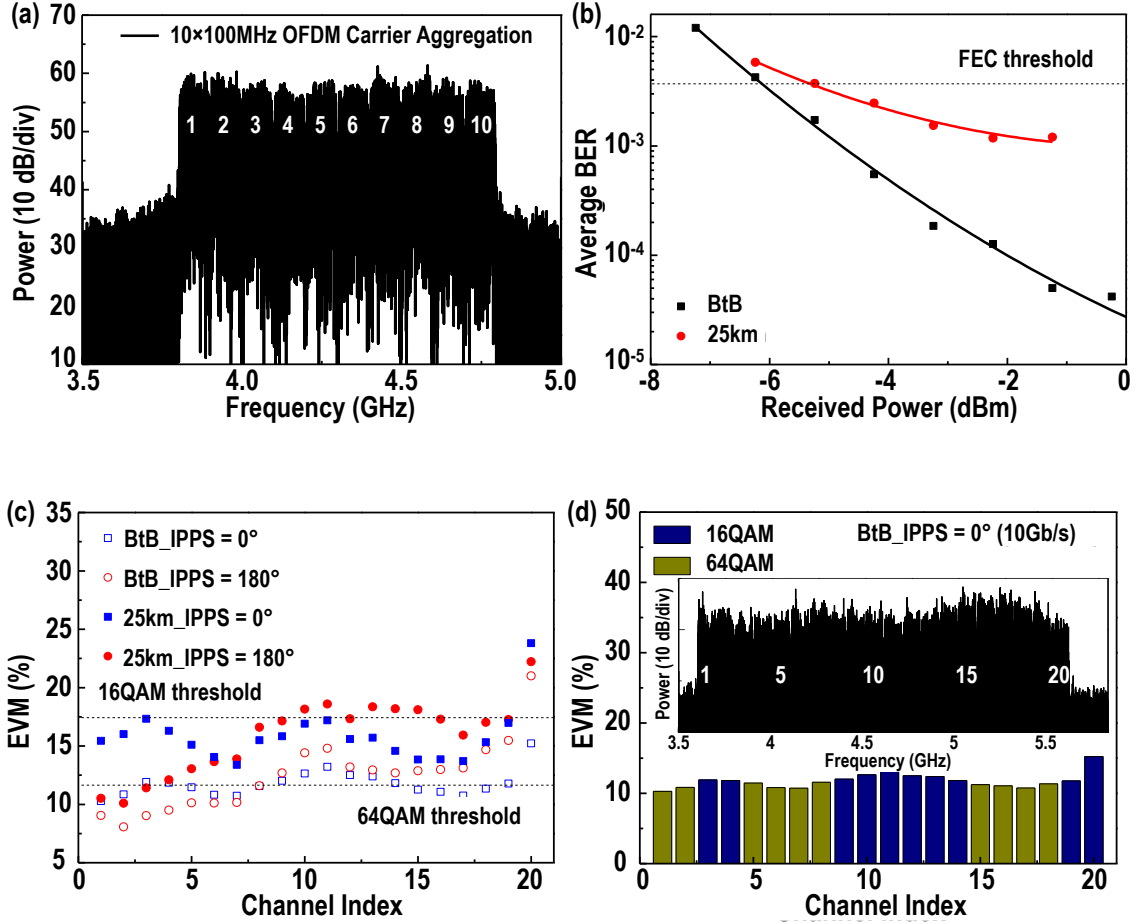 (a)
70
60
50
40
30
20
10
Power (10 dB/div)
10×100MHz OFDM Carrier Aggregation
1 2 3 4 5 6 7 8 9 10
3.5 4.0 4.5 5.0
Frequency (GHz)
(b)
10-2
10-3
10-4
10-5
Average BER
FEC threshold
BtB
25km
-8 -6 -4 -2 0
Received Power (dBm)
(c)
35
30
25
20
15
10
5
EVM (%)
BtB_IPPS = 0°
BtB_IPPS = 180°
25km_IPPS = 0°
25km_IPPS = 180°
16QAM threshold
64QAM threshold
0 5 10 15 20
Channel Index
(d)
50
40
30
20
10
0
EVM (%)
16QAM
64QAM
BtB_IPPS = 0° (10Gb/s)
Power (10 dB/div)
1 5 10 15 20
3.5 4 4.5 5 5.5
Frequency (GHz)
0 5 10 15 20
Channel Index